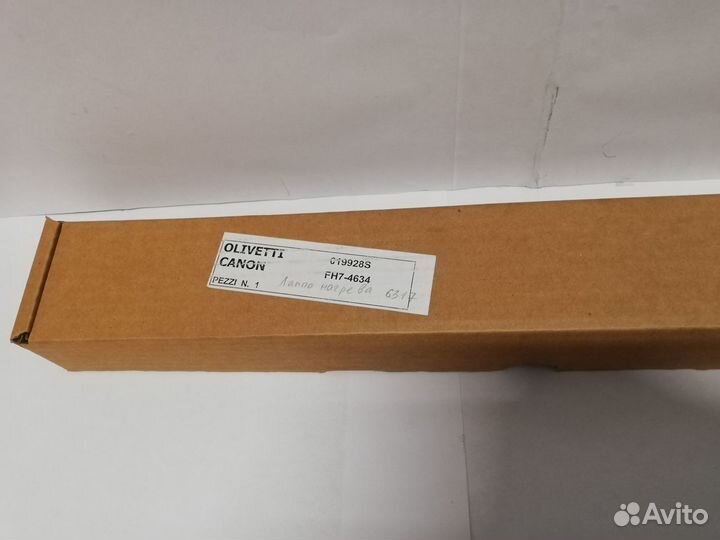 OLIVETTI 019928S
CANON FH7-4634
PEZZI N. 1 Лампа нагрева 6317
Avito